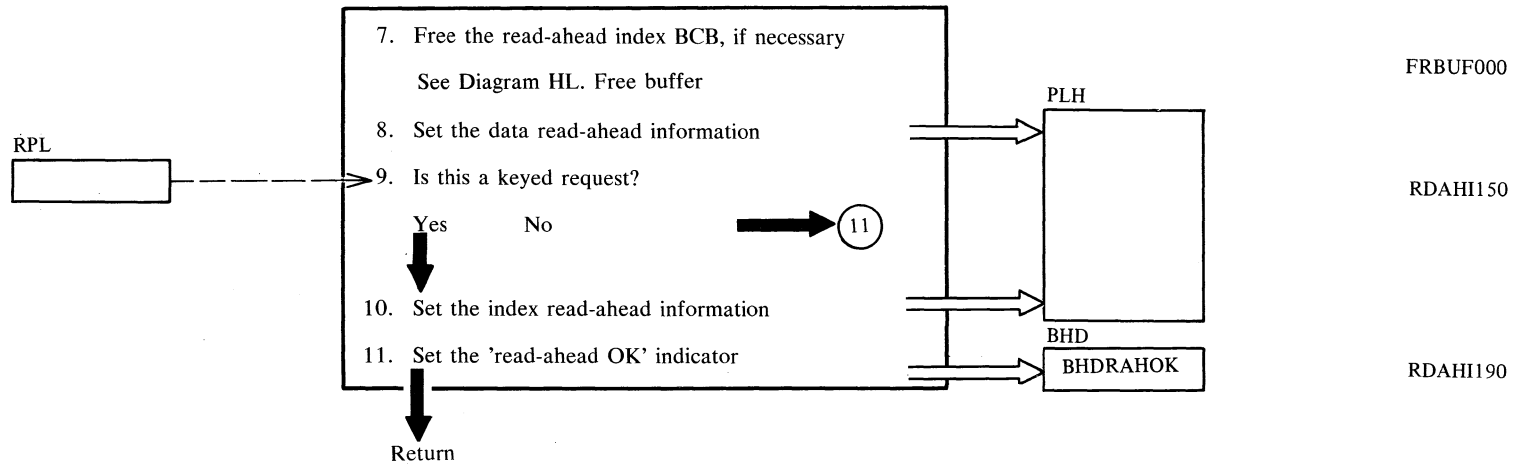 7. Free the read-ahead index BCB, if necessary
FRBUF000
See Diagram HL. Free buffer
PLH
8. Set the data read-ahead information
RPL
9. Is this a keyed request?
RDAHI150
Yes No 11
10. Set the index read-ahead information
BHD
11. Set the 'read-ahead OK' indicator
BHDRAHOK
RDAHI190
Return